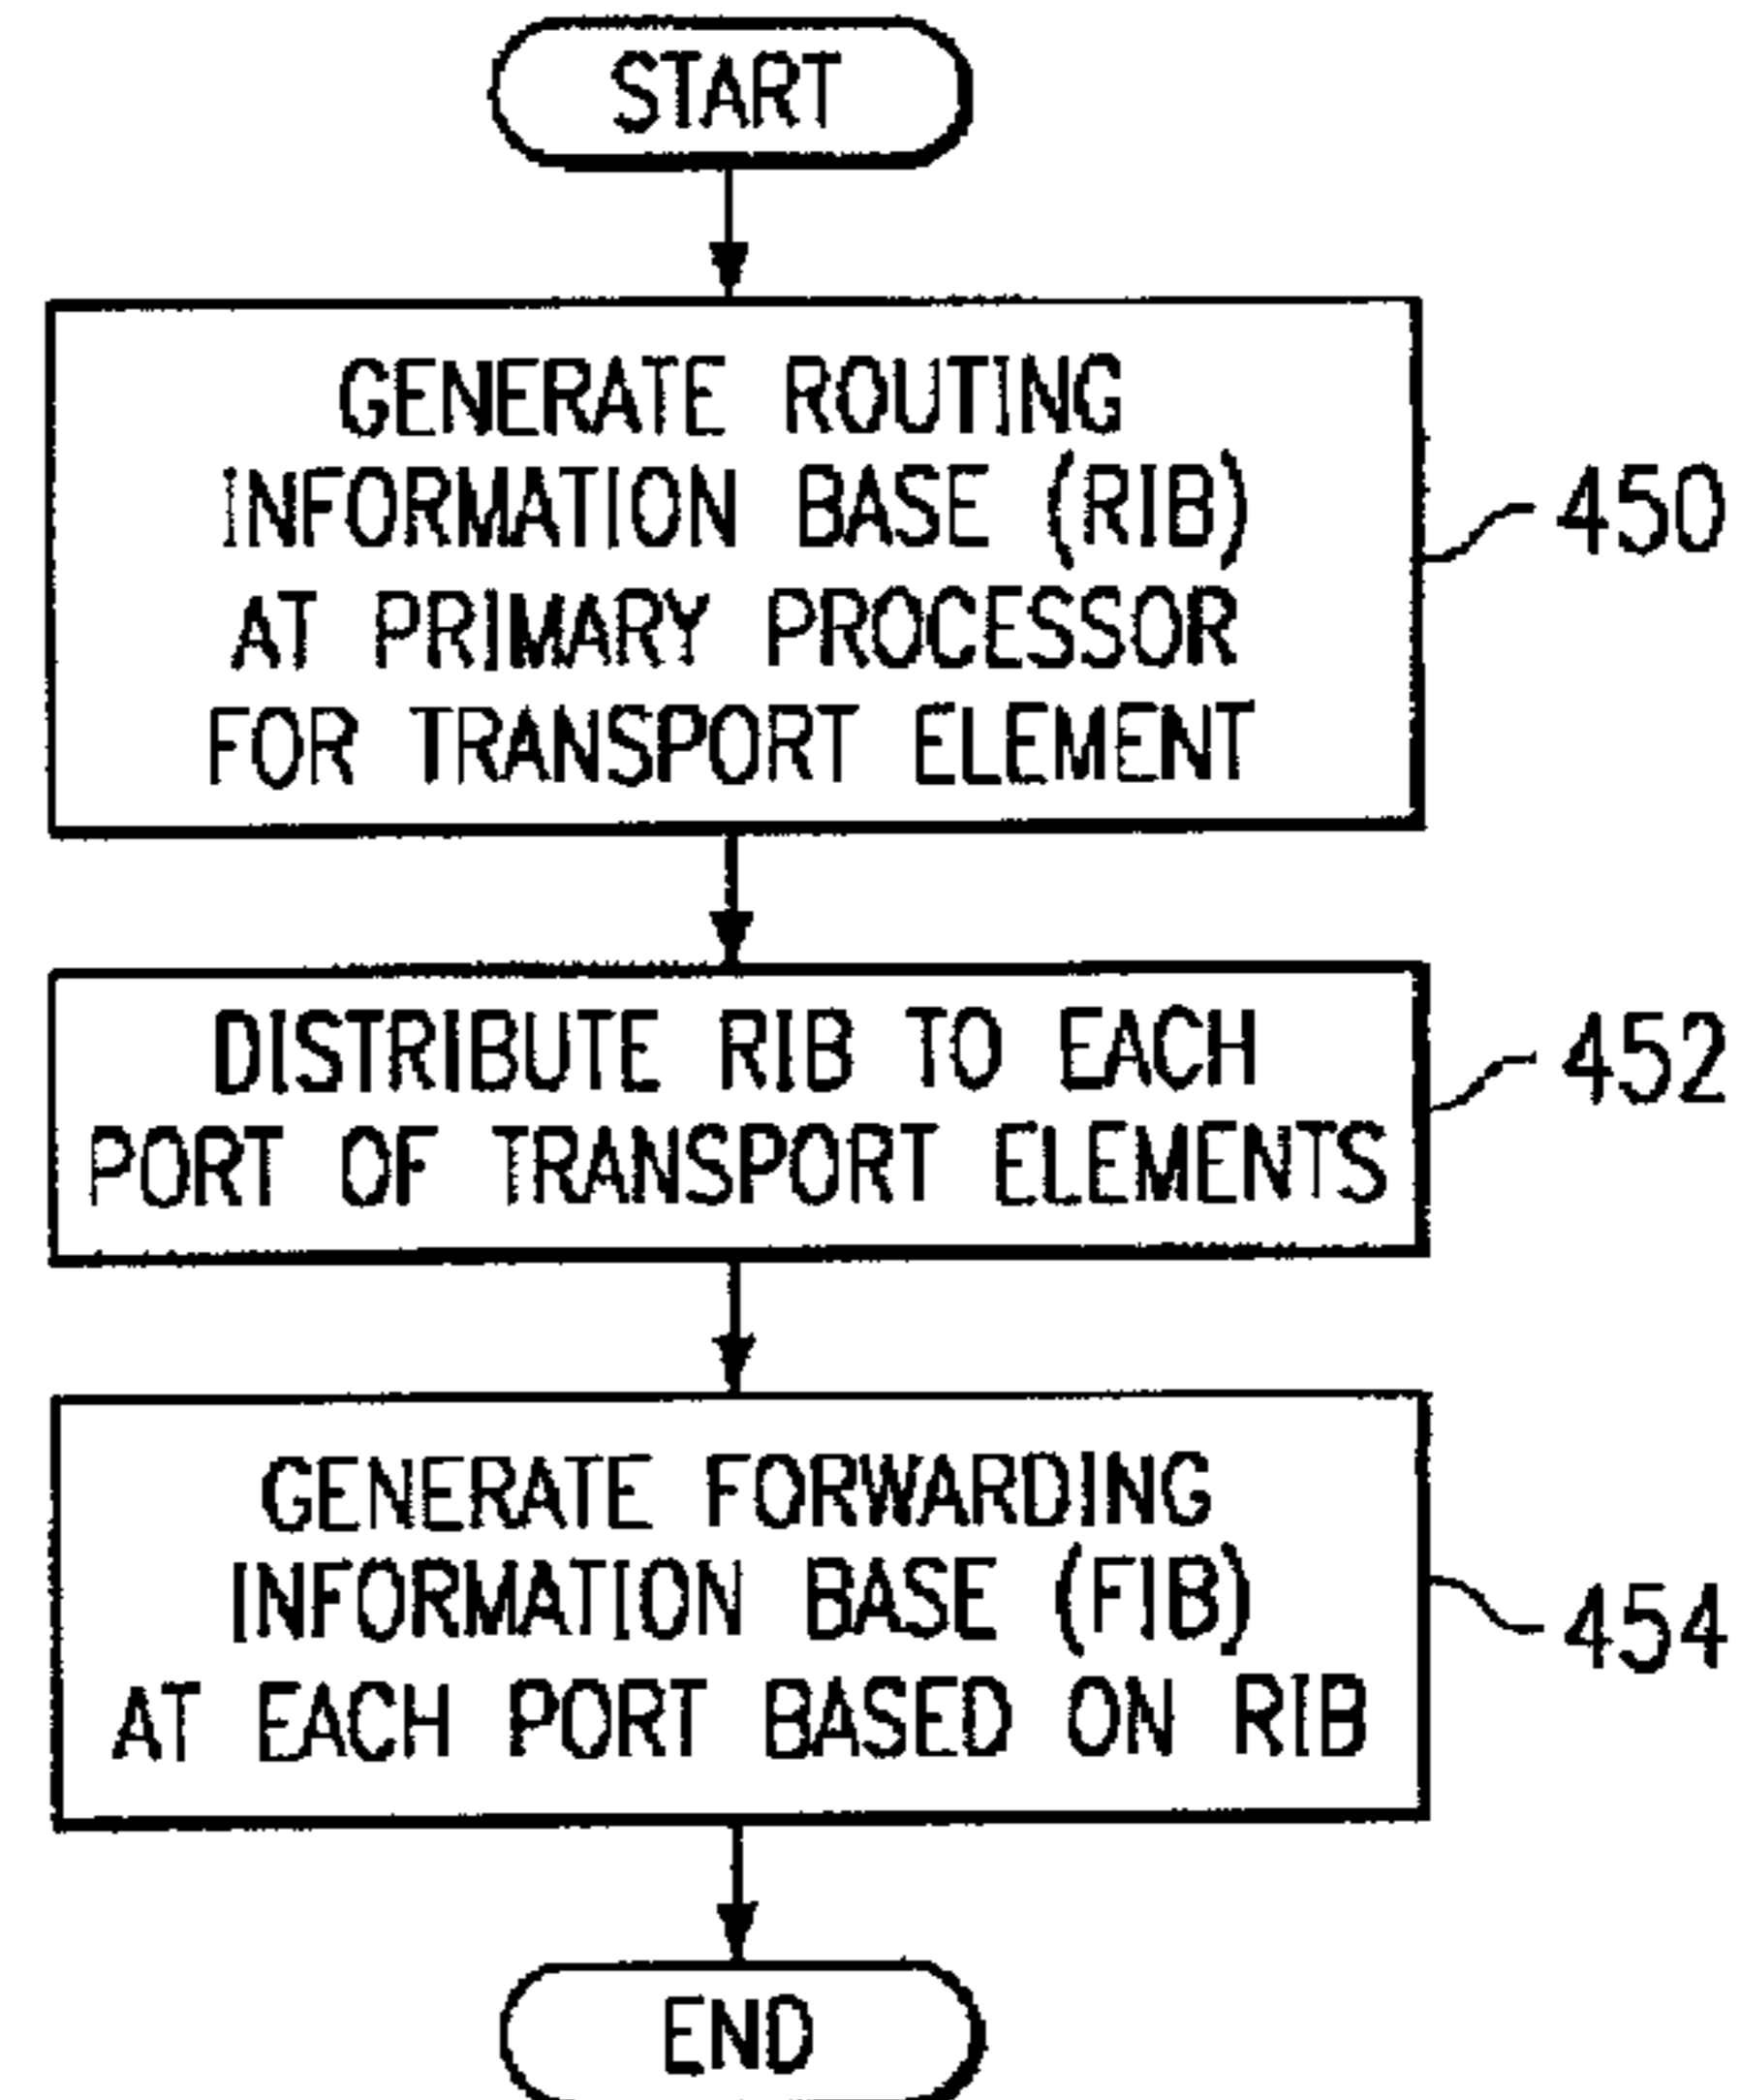 START
GENERATE ROUTING
INFORMATION BASE (RIB)
AT PRIMARY PROCESSOR
FOR TRANSPORT ELEMENT
450
DISTRIBUTE RIB TO EACH
PORT OF TRANSPORT ELEMENTS
452
GENERATE FORWARDING
INFORMATION BASE (FIB)
AT EACH PORT BASED ON RIB
454
END